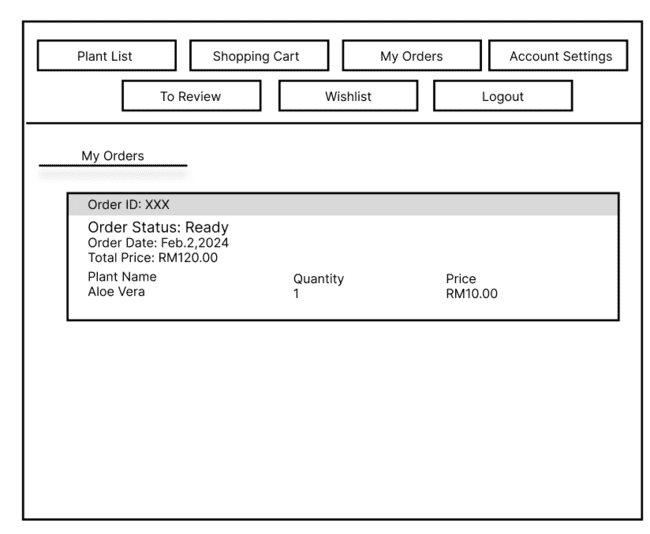 Plant List
Shopping Cart
My Orders
Account Settings
To Review
Wishlist
Logout
My Orders
Order ID: XXX
Order Status: Ready
Order Date: Feb.2,2024
Total Price: RM120.00
Plant Name Quantity Price
Aloe Vera 1 RM10.00